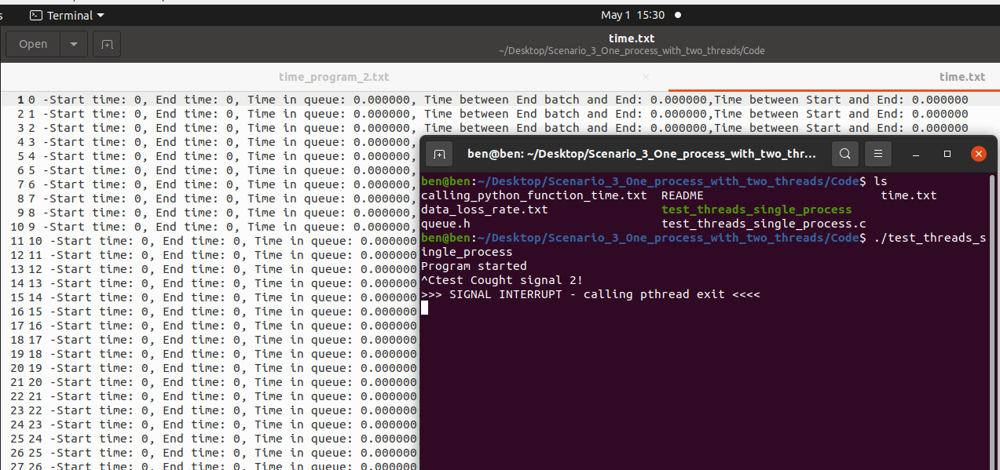 Terminal
May 1 15:30
Open
time.txt
~/Desktop/Scenario_3_One_process_with_two_threads/Code
time_program_2.txt
time.txt
1 0 -Start time: 0, End time: 0, Time in queue: 0.000000, Time between End batch and End: 0.000000,Time between Start and End: 0.000000
2 1 -Start time: 0, End time: 0, Time in queue: 0.000000, Time between End batch and End: 0.000000,Time between Start and End: 0.000000
3 2 -Start time: 0, End time: 0, Time in queue: 0.000000, Time between End batch and End: 0.000000,Time between Start and End: 0.000000
4 3 -Start time: 0, End time: 0, Time in queue: 0.000000
5 4 -Start time: 0, End time: 0, Time in queue: 0.000000
6 5 -Start time: 0, End time: 0, Time in queue: 0.000000
7 6 -Start time: 0, End time: 0, Time in queue: 0.000000
8 7 -Start time: 0, End time: 0, Time in queue: 0.000000
9 8 -Start time: 0, End time: 0, Time in queue: 0.000000
10 9 -Start time: 0, End time: 0, Time in queue: 0.000000
11 10 -Start time: 0, End time: 0, Time in queue: 0.000000
12 11 -Start time: 0, End time: 0, Time in queue: 0.000000
13 12 -Start time: 0, End time: 0, Time in queue: 0.000000
14 13 -Start time: 0, End time: 0, Time in queue: 0.000000
15 14 -Start time: 0, End time: 0, Time in queue: 0.000000
16 15 -Start time: 0, End time: 0, Time in queue: 0.000000
17 16 -Start time: 0, End time: 0, Time in queue: 0.000000
18 17 -Start time: 0, End time: 0, Time in queue: 0.000000
19 18 -Start time: 0, End time: 0, Time in queue: 0.000000
20 19 -Start time: 0, End time: 0, Time in queue: 0.000000
21 20 -Start time: 0, End time: 0, Time in queue: 0.000000
22 21 -Start time: 0, End time: 0, Time in queue: 0.000000
23 22 -Start time: 0, End time: 0, Time in queue: 0.000000
24 23 -Start time: 0, End time: 0, Time in queue: 0.000000
25 24 -Start time: 0, End time: 0, Time in queue: 0.000000
26 25 -Start time: 0, End time: 0, Time in queue: 0.000000
27 26 -Start time: 0, End time: 0, Time in queue: 0.000000
ben@ben: ~/Desktop/Scenario_3_One_process_with_two_thr...
ben@ben:~/Desktop/Scenario_3_One_process_with_two_threads/Code$ ls
calling_python_function_time.txt README time.txt
data_loss_rate.txt test_threads_single_process
queue.h test_threads_single_process.c
ben@ben:~/Desktop/Scenario_3_One_process_with_two_threads/Code$ ./test_threads_s
ingle_process
Program started
^Ctest Cought signal 2!
>>> SIGNAL INTERRUPT - calling pthread exit <<<<